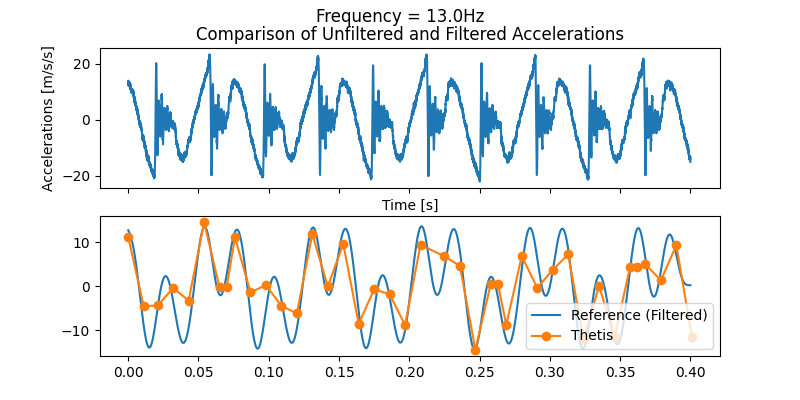 Frequency = 13.0Hz
Comparison of Unfiltered and Filtered Accelerations
Accelerations [m/s/s]
20
0
−20
Time [s]
10
0
−10
Reference (Filtered)
Thetis
0.00 0.05 0.10 0.15 0.20 0.25 0.30 0.35 0.40